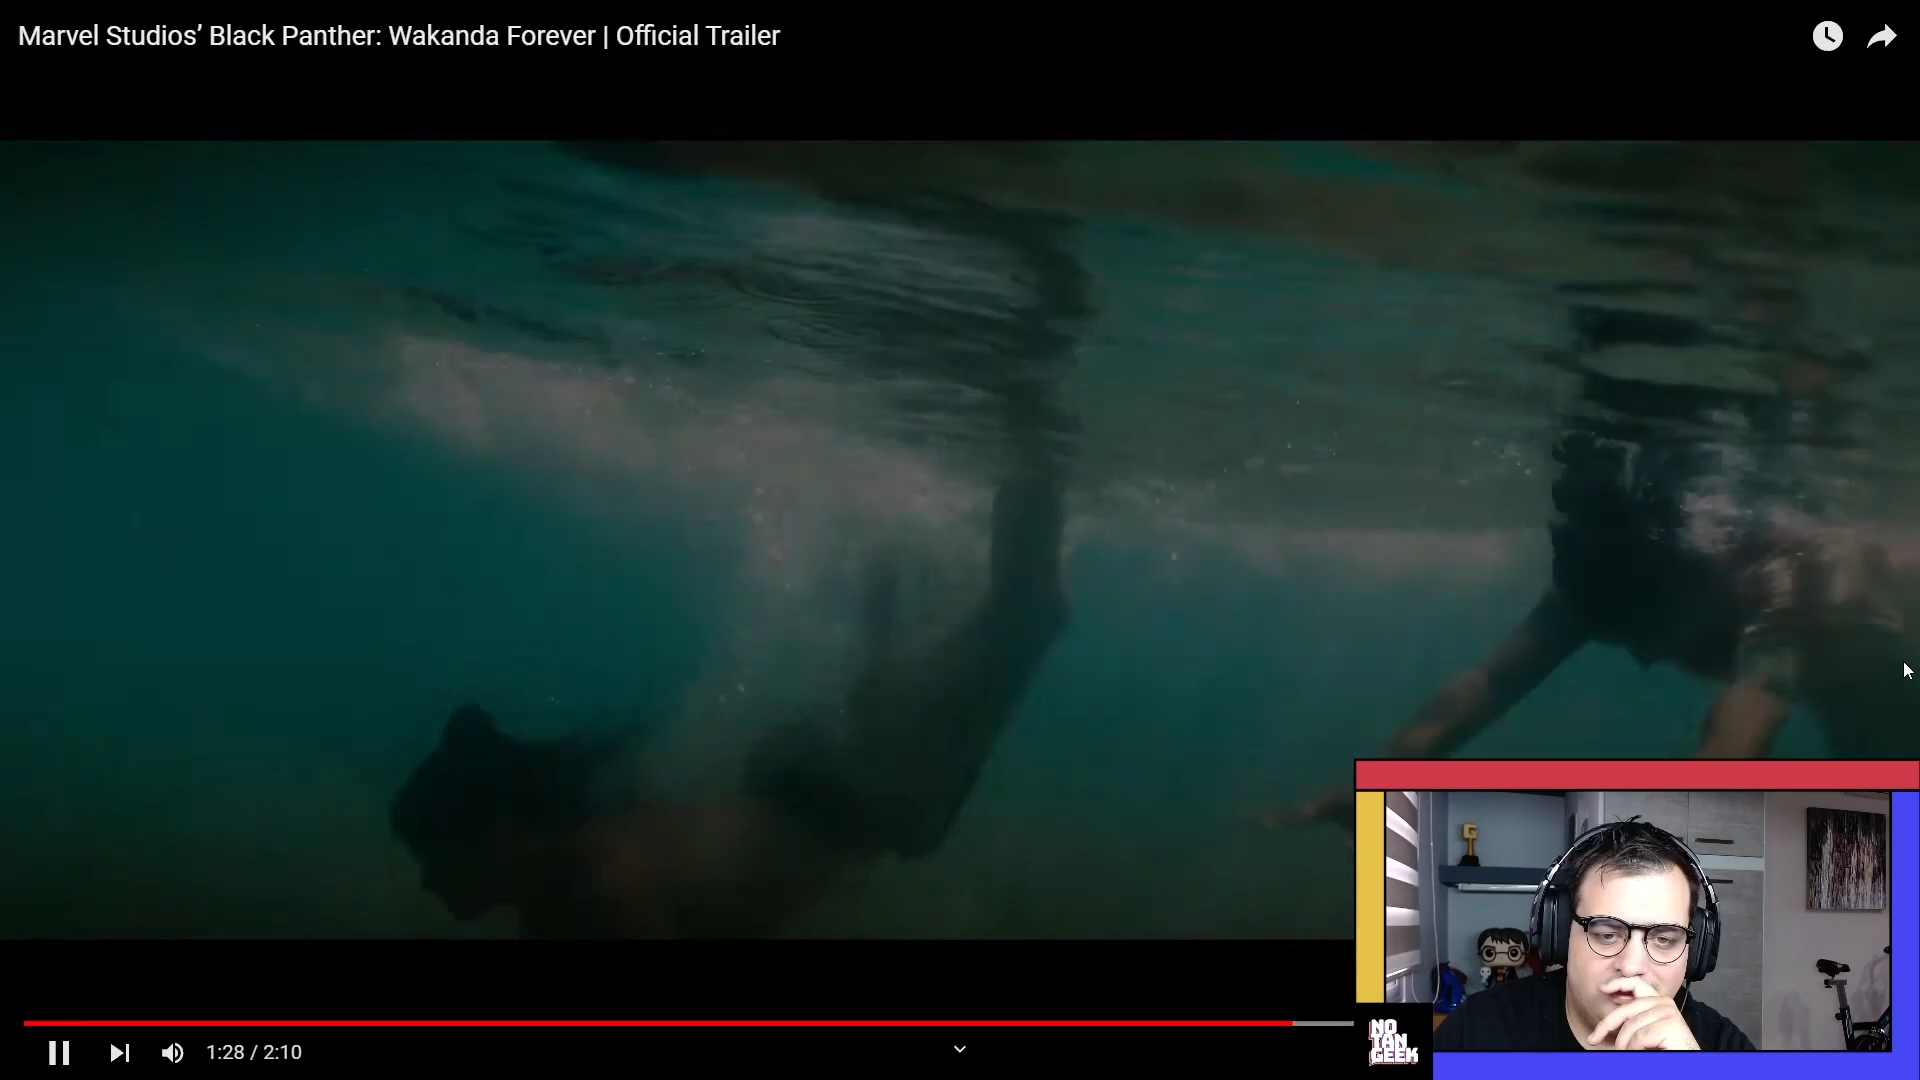 Marvel Studios’ Black Panther: Wakanda Forever | Official Trailer
1:28 / 2:10
NO
TAN
GEEK